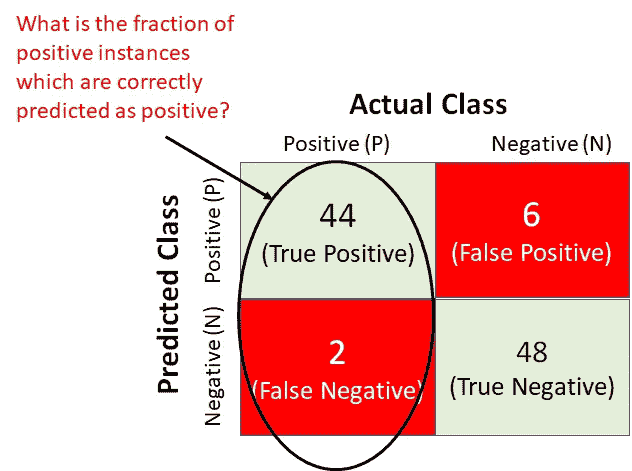 What is the fraction of
positive instances
which are correctly
predicted as positive?
Actual Class
Positive (P)
Negative (N)
Predicted Class
Positive (P)
44
(True Positive)
6
(False Positive)
Negative (N)
2
(False Negative)
48
(True Negative)